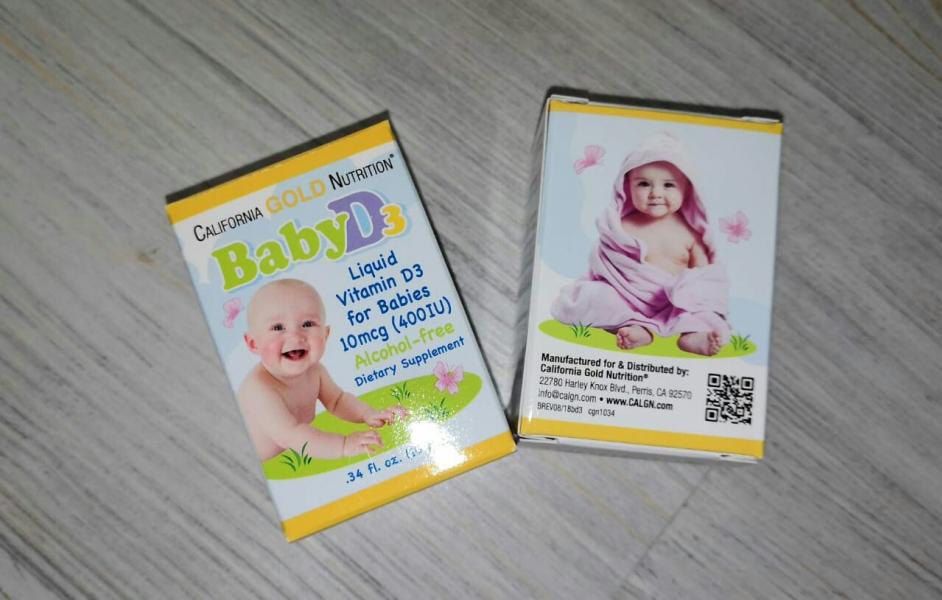 CALIFORNIA GOLD NUTRITION®
BabyD3
Liquid
Vitamin D3
for Babies
10mcg (400IU)
Alcohol-free
Dietary Supplement
.34 fl. oz.
Manufactured for & Distributed by:
California Gold Nutrition®
22780 Harley Knox Blvd., Perris, CA 92570
info@calgn.com • www.CALGN.com
BREV08/18bd3 cgn1034